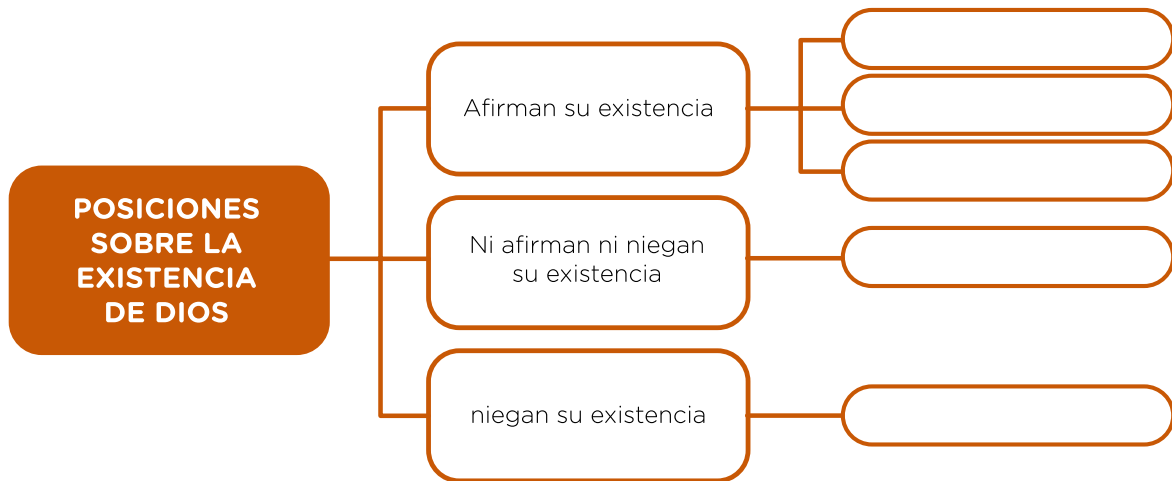 POSICIONES
SOBRE LA
EXISTENCIA
DE DIOS
Afirman su existencia
Ni afirman ni niegan
su existencia
niegan su existencia